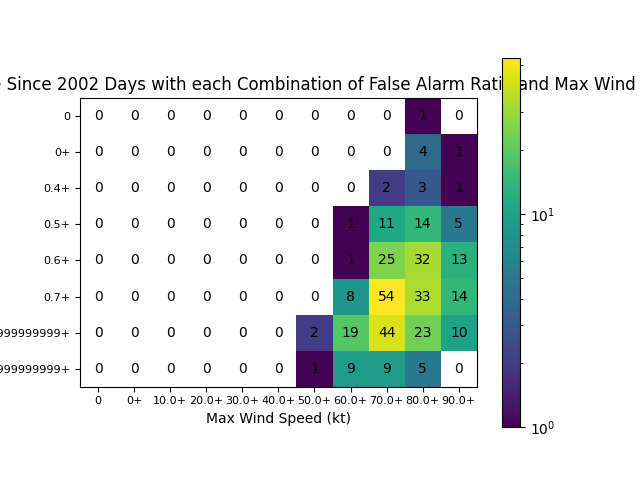 Since 2002 Days with each Combination of False Alarm Ratio and Max Wind
0 0 0 0 0 0 0 0 0 0 1 0
0+ 0 0 0 0 0 0 0 0 0 4 1
0.4+ 0 0 0 0 0 0 0 0 2 3 1
0.5+ 0 0 0 0 0 0 0 1 11 14 5
0.6+ 0 0 0 0 0 0 0 1 25 32 13
0.7+ 0 0 0 0 0 0 0 8 54 33 14
999999999+ 0 0 0 0 0 0 2 19 44 23 10
999999999+ 0 0 0 0 0 0 1 9 9 5 0
0 0+ 10.0+ 20.0+ 30.0+ 40.0+ 50.0+ 60.0+ 70.0+ 80.0+ 90.0+
Max Wind Speed (kt)
10^1
10^0